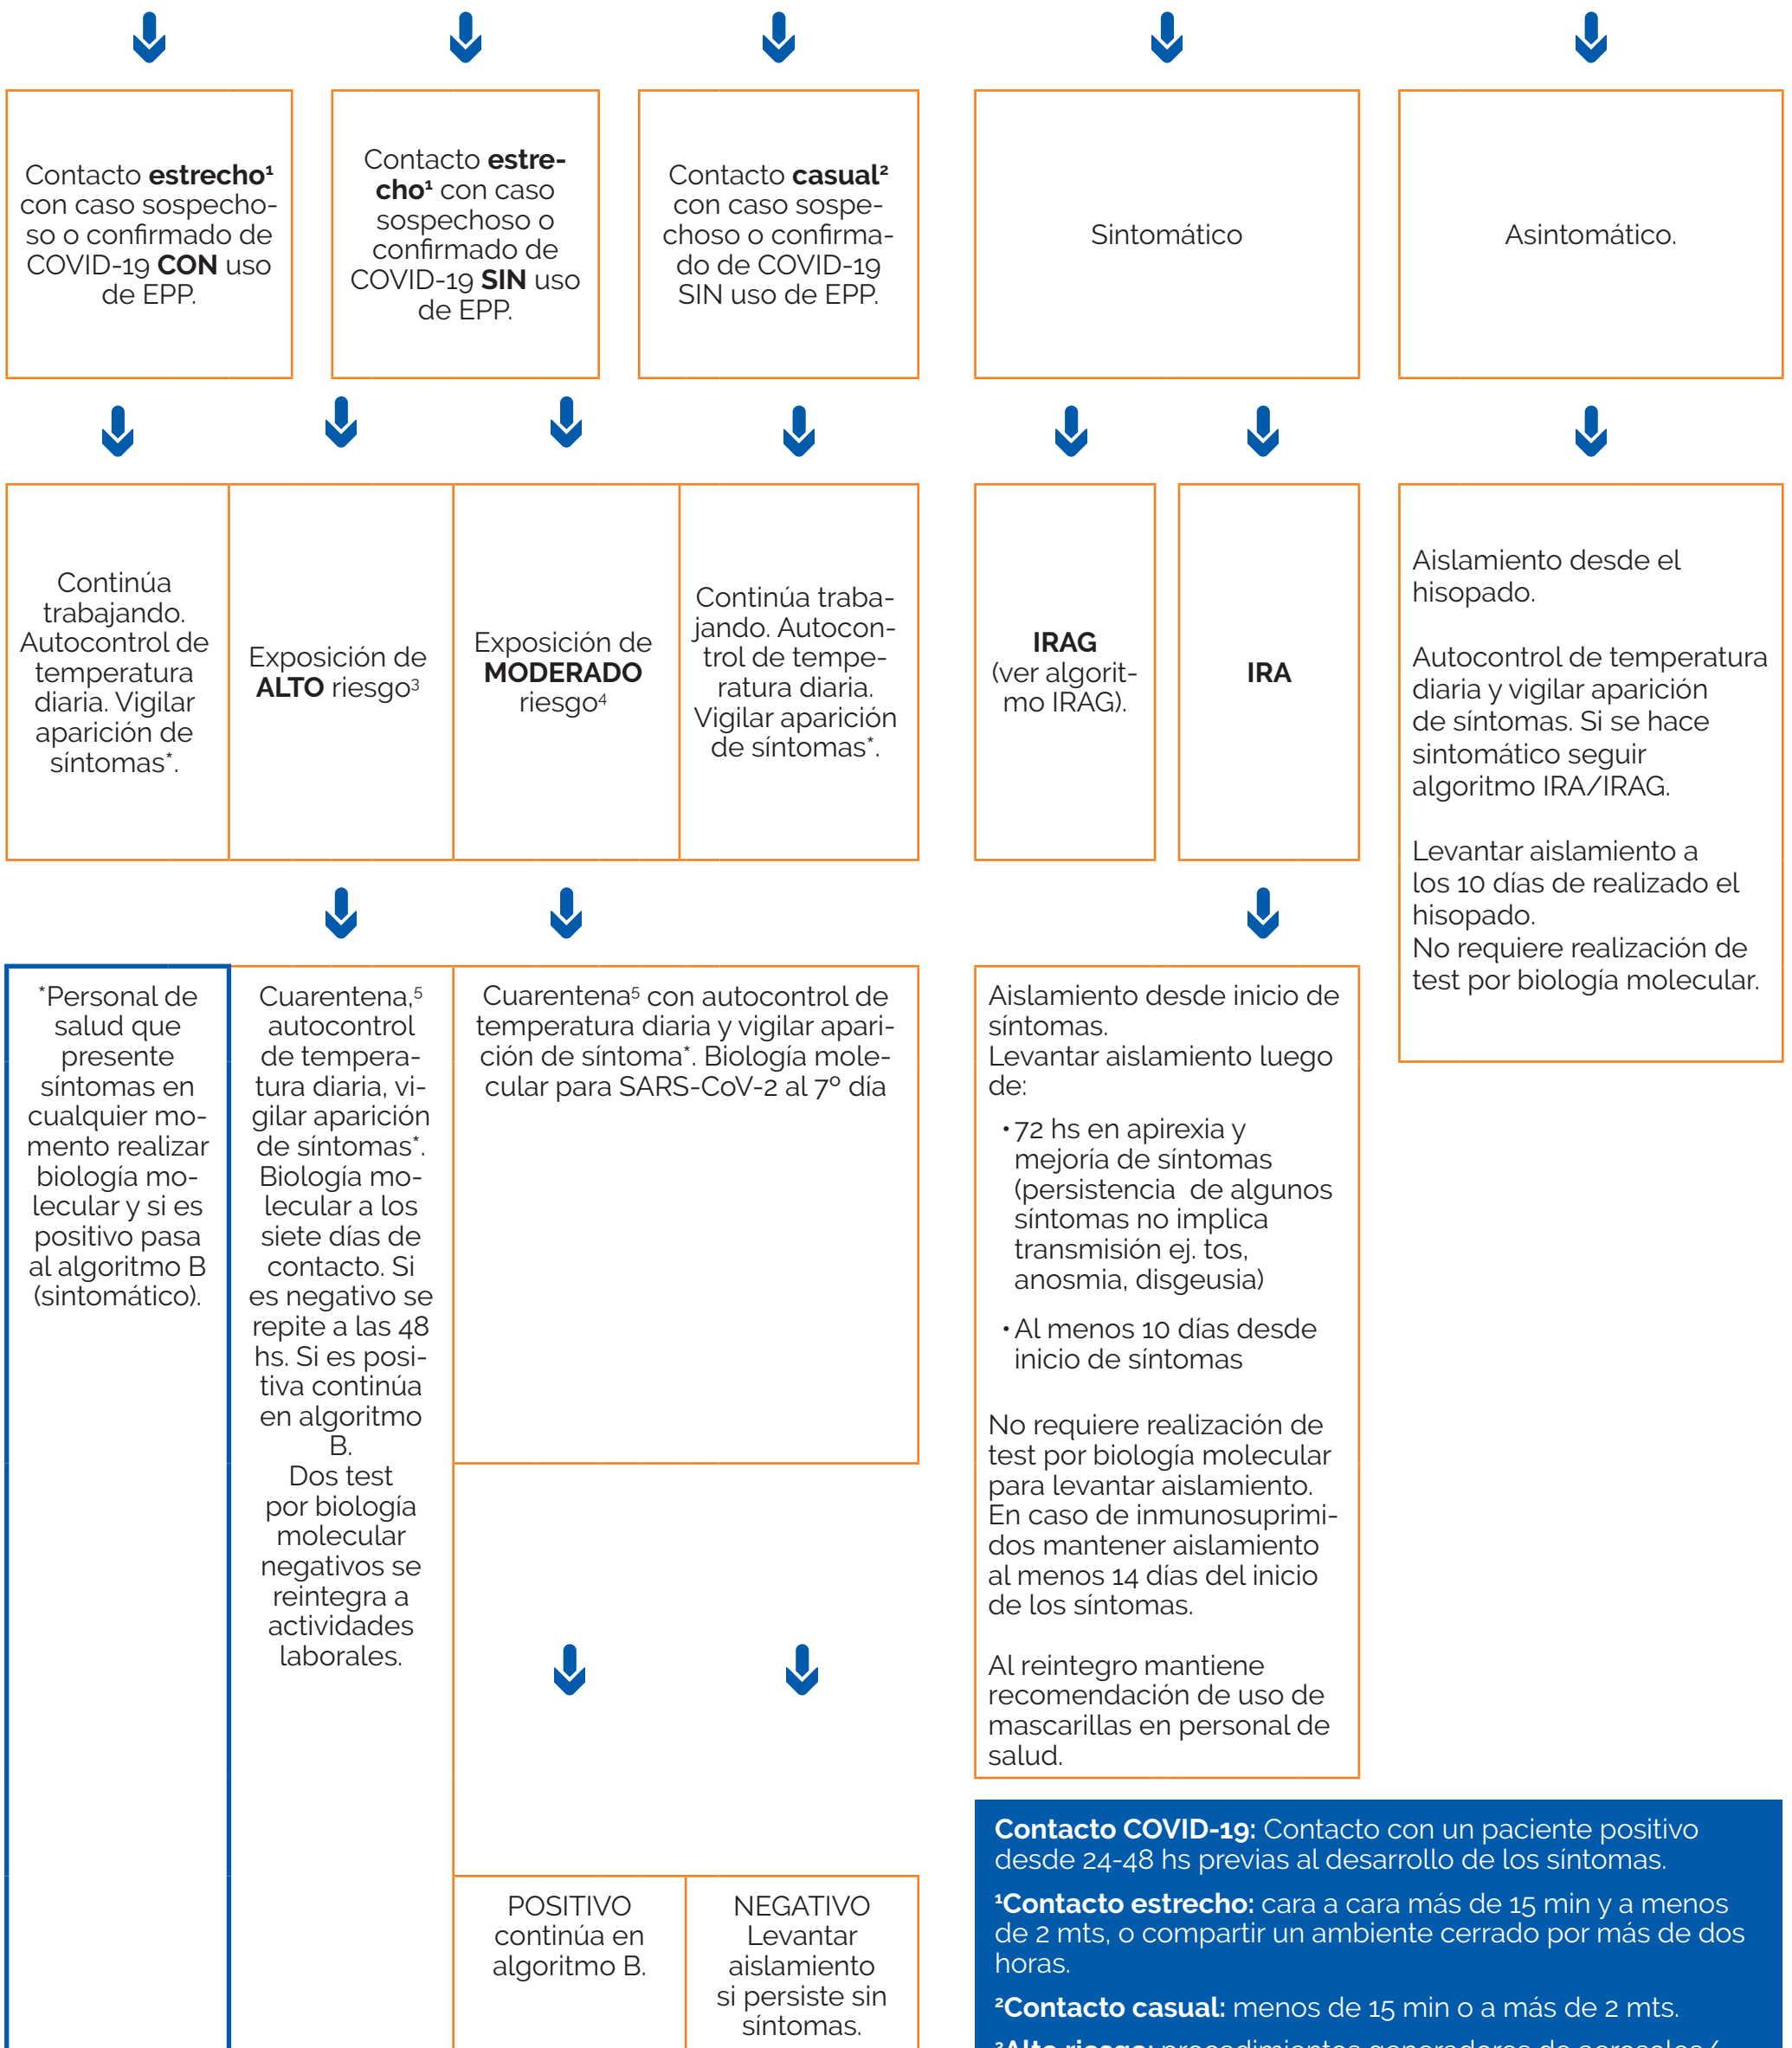 Contacto estrecho¹
con caso sospecho-
so o confirmado de
COVID-19 CON uso
de EPP.
Contacto estre-
cho¹ con caso
sospechoso o
confirmado de
COVID-19 SIN uso
de EPP.
Contacto casual²
con caso sospe-
choso o confirma-
do de COVID-19
SIN uso de EPP.
Sintomático
Asintomático.
Continúa
trabajando.
Autocontrol de
temperatura
diaria. Vigilar
aparición de
síntomas*.
Exposición de
ALTO riesgo³
Exposición de
MODERADO
riesgo⁴
Continúa traba-
jando. Autocon-
trol de tempe-
ratura diaria.
Vigilar aparición
de síntomas*.
IRAG
(ver algorit-
mo IRAG).
IRA
Aislamiento desde el
hisopado.
Autocontrol de temperatura
diaria y vigilar aparición
de síntomas. Si se hace
sintomático seguir
algoritmo IRA/IRAG.
Levantar aislamiento a
los 10 días de realizado el
hisopado.
No requiere realización de
test por biología molecular.
*Personal de
salud que
presente
síntomas en
cualquier mo-
mento realizar
biología mo-
lecular y si es
positivo pasa
al algoritmo B
(sintomático).
Cuarentena,⁵
autocontrol
de tempera-
tura diaria, vi-
gilar aparición
de síntomas*.
Biología mo-
lecular a los
siete días de
contacto. Si
es negativo se
repite a las 48
hs. Si es posi-
tiva continúa
en algoritmo
B.
Dos test
por biología
molecular
negativos se
reintegra a
actividades
laborales.
Cuarentena⁵ con autocontrol de
temperatura diaria y vigilar apari-
ción de síntoma*. Biología mole-
cular para SARS-CoV-2 al 7º día
POSITIVO
continúa en
algoritmo B.
NEGATIVO
Levantar
aislamiento
si persiste sin
síntomas.
Aislamiento desde inicio de
síntomas.
Levantar aislamiento luego
de:
• 72 hs en apirexia y
mejoría de síntomas
(persistencia de algunos
síntomas no implica
transmisión ej. tos,
anosmia, disgeusia)
• Al menos 10 días desde
inicio de síntomas
No requiere realización de
test por biología molecular
para levantar aislamiento.
En caso de inmunosuprimi-
dos mantener aislamiento
al menos 14 días del inicio
de los síntomas.
Al reintegro mantiene
recomendación de uso de
mascarillas en personal de
salud.
Contacto COVID-19: Contacto con un paciente positivo
desde 24-48 hs previas al desarrollo de los síntomas.
¹Contacto estrecho: cara a cara más de 15 min y a menos
de 2 mts, o compartir un ambiente cerrado por más de dos
horas.
²Contacto casual: menos de 15 min o a más de 2 mts.
³Alto riesgo: procedimientos generadores de aerosoles/